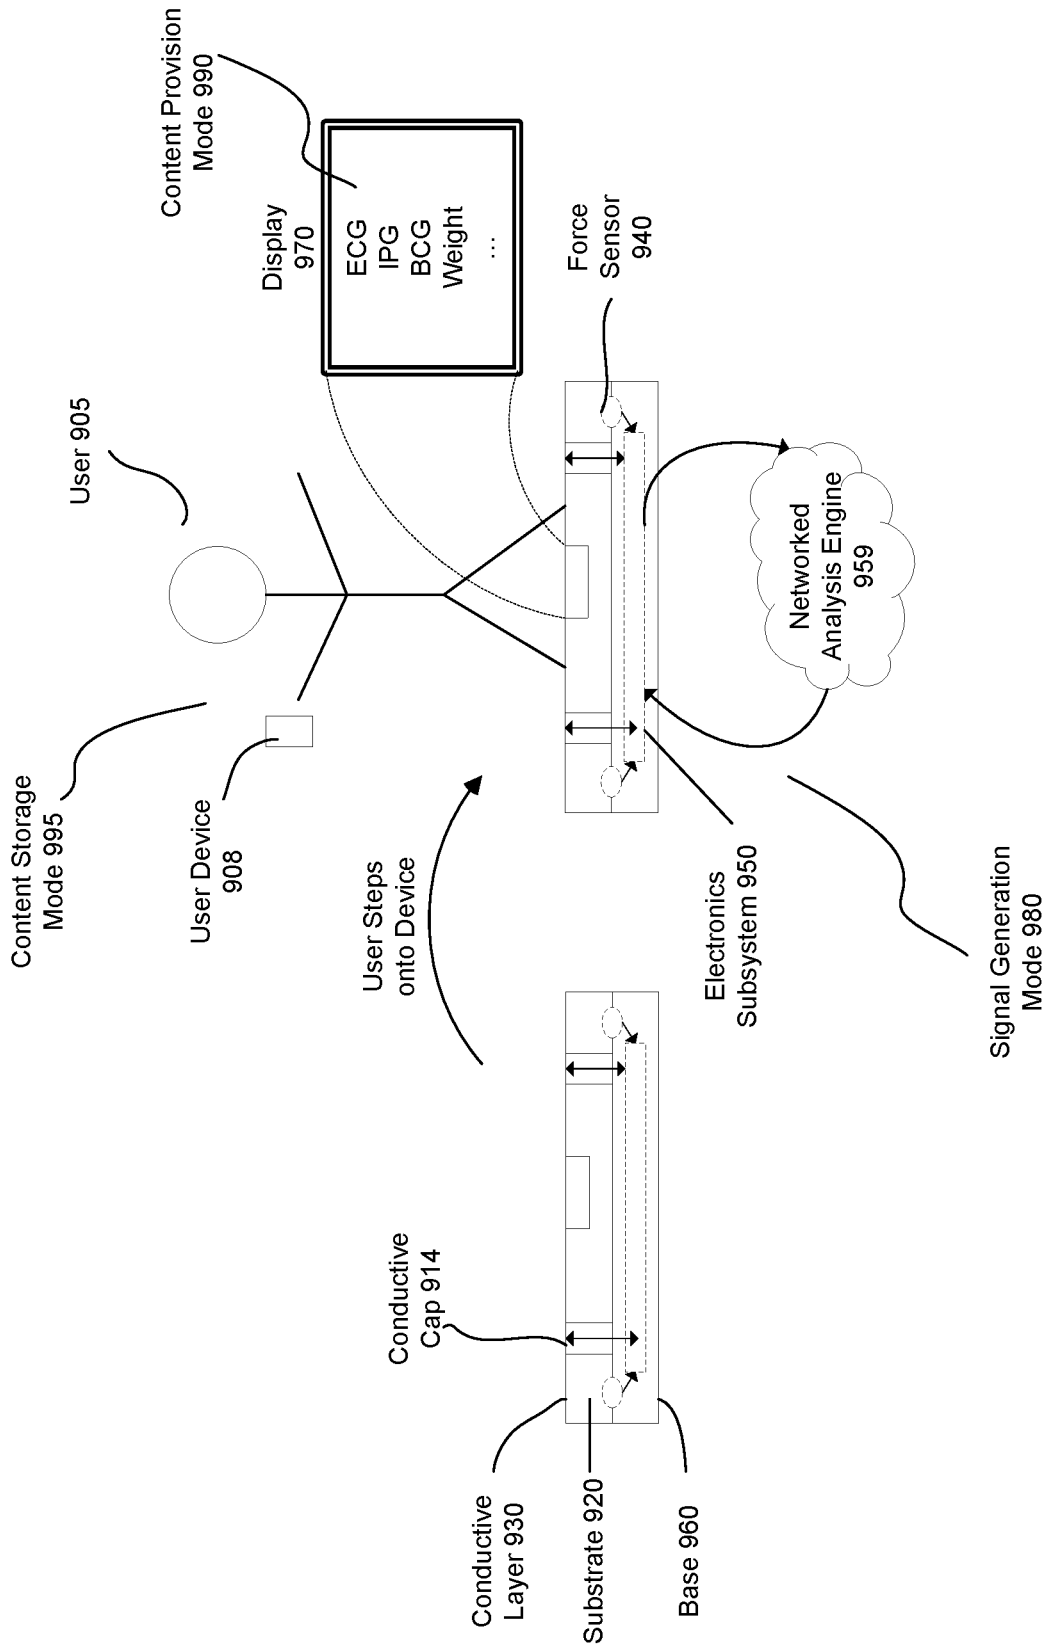 Content Storage
Mode 995
User 905
Content Provision
Mode 990
User Device
908
Display
970
ECG
IPG
BCG
Weight
...
User Steps
onto Device
Force
Sensor
940
Conductive
Cap 914
Conductive
Layer 930
Substrate 920
Base 960
Electronics
Subsystem 950
Networked
Analysis Engine
959
Signal Generation
Mode 980